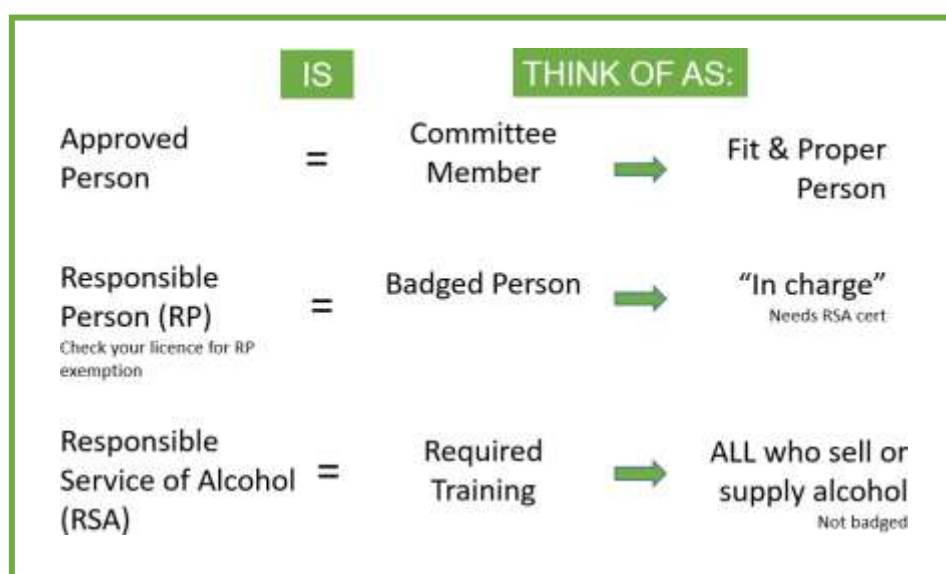 IS
THINK OF AS:
Approved
Person
=
Committee
Member
Fit & Proper
Person
Responsible
Person (RP)
Check your licence for RP
exemption
=
Badged Person
"In charge"
Needs RSA cert
Responsible
Service of Alcohol
(RSA)
=
Required
Training
ALL who sell or
supply alcohol
Not badged